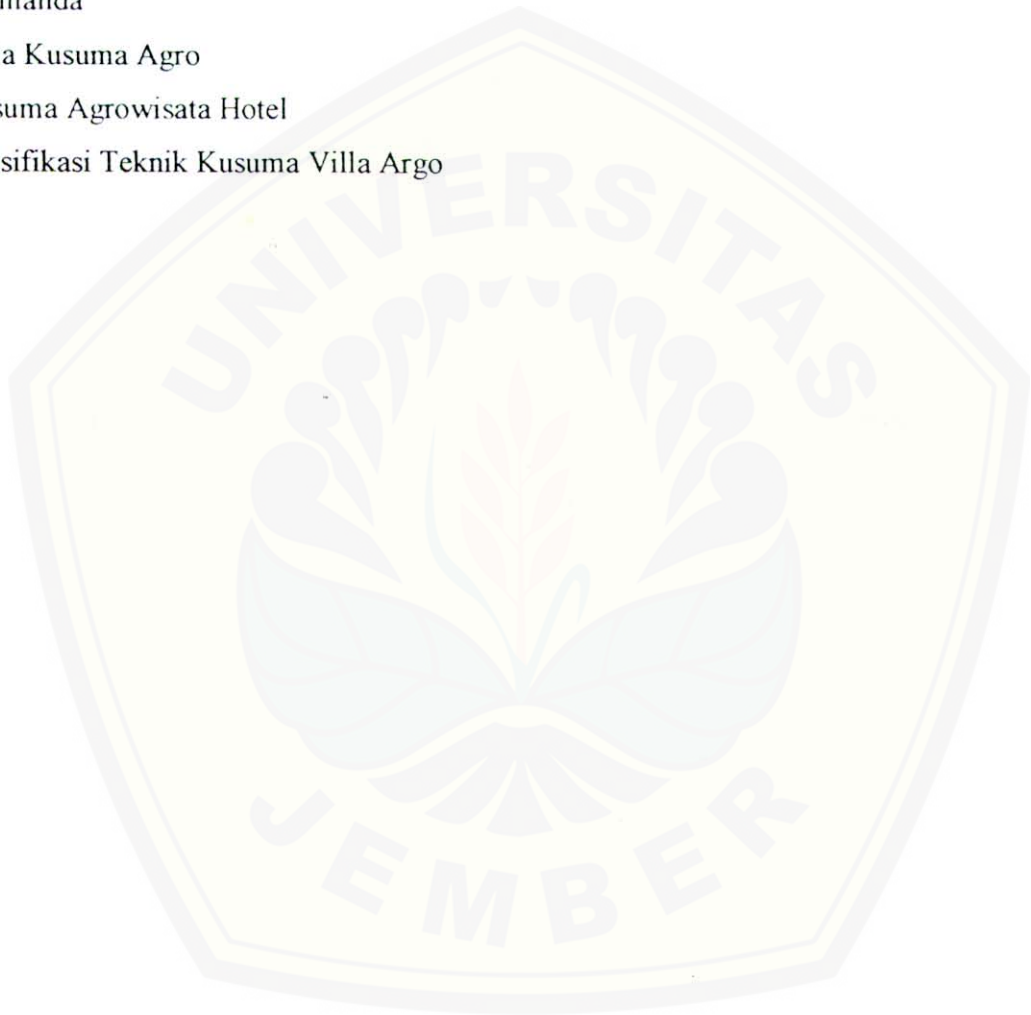 a Kusuma Agro
suma Agrowisata Hotel
sifikasi Teknik Kusuma Villa Argo
UNIVERSITAS
JEMBER